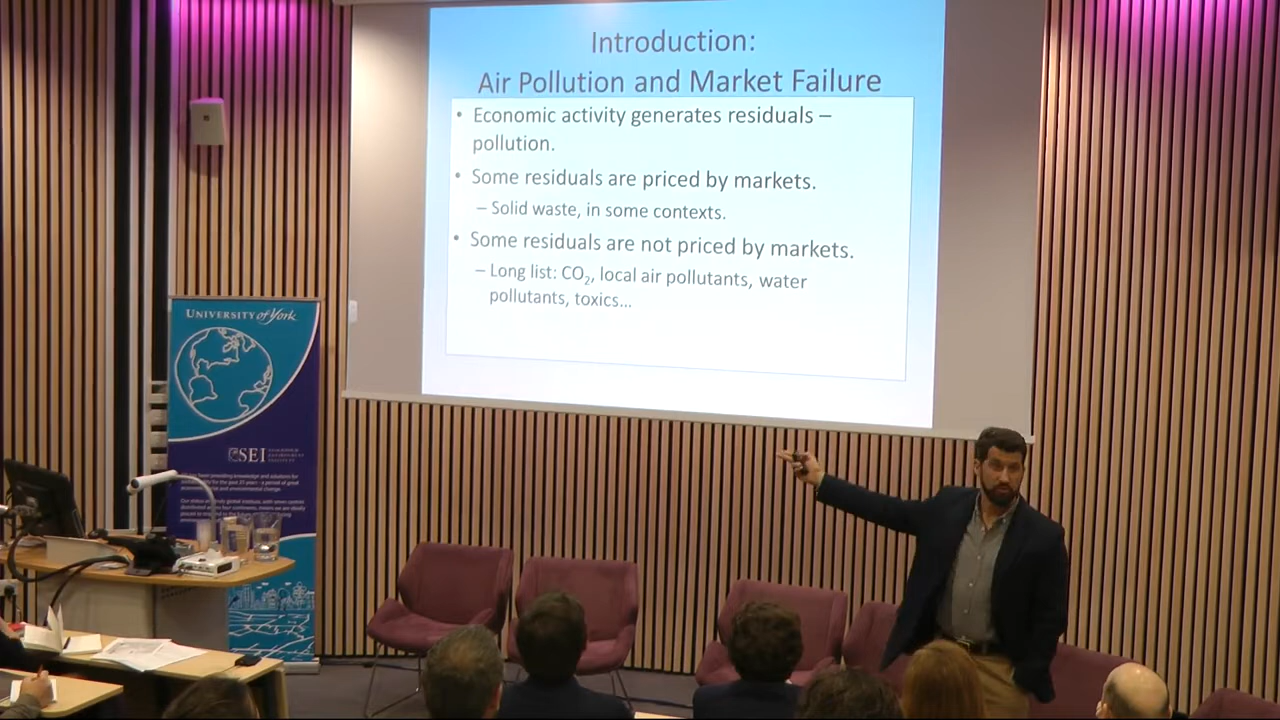 Introduction:
Air Pollution and Market Failure
• Economic activity generates residuals –
pollution.
• Some residuals are priced by markets.
– Solid waste, in some contexts.
• Some residuals are not priced by markets.
– Long list: CO₂, local air pollutants, water
pollutants, toxics...
UNIVERSITY of York
SEI